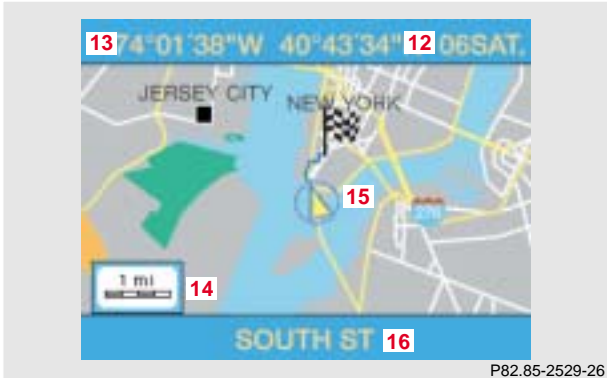 13 74°01'38"W 40°43'34" 12 06SAT.
JERSEY CITY
NEW YORK
15
278
1 mi
14
SOUTH ST 16
P82.85-2529-26